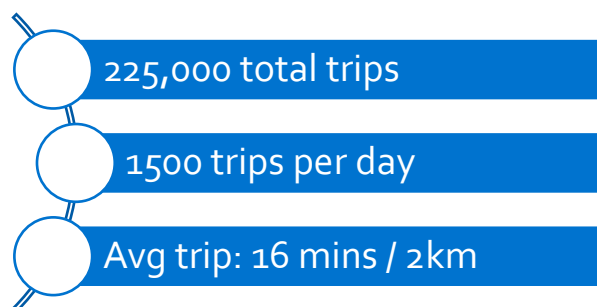 225,000 total trips
1500 trips per day
Avg trip: 16 mins / 2km